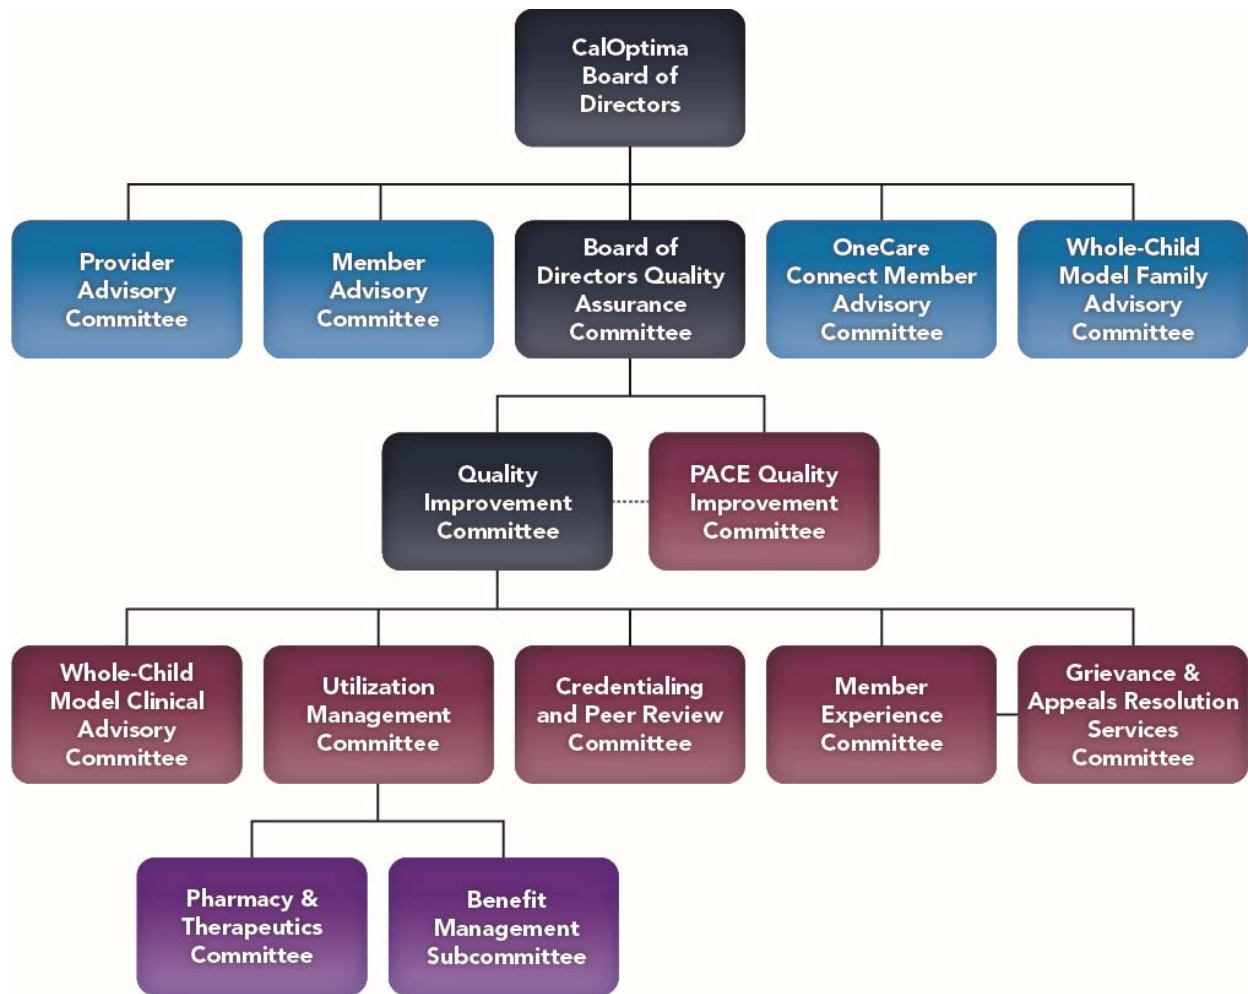 CalOptima
Board of
Directors
Provider
Advisory
Committee
Member
Advisory
Committee
Board of
Directors Quality
Assurance
Committee
OneCare
Connect Member
Advisory
Committee
Whole-Child
Model Family
Advisory
Committee
Quality
Improvement
Committee
PACE Quality
Improvement
Committee
Whole-Child
Model Clinical
Advisory
Committee
Utilization
Management
Committee
Credentialing
and Peer Review
Committee
Member
Experience
Committee
Grievance &
Appeals Resolution
Services
Committee
Pharmacy &
Therapeutics
Committee
Benefit
Management
Subcommittee